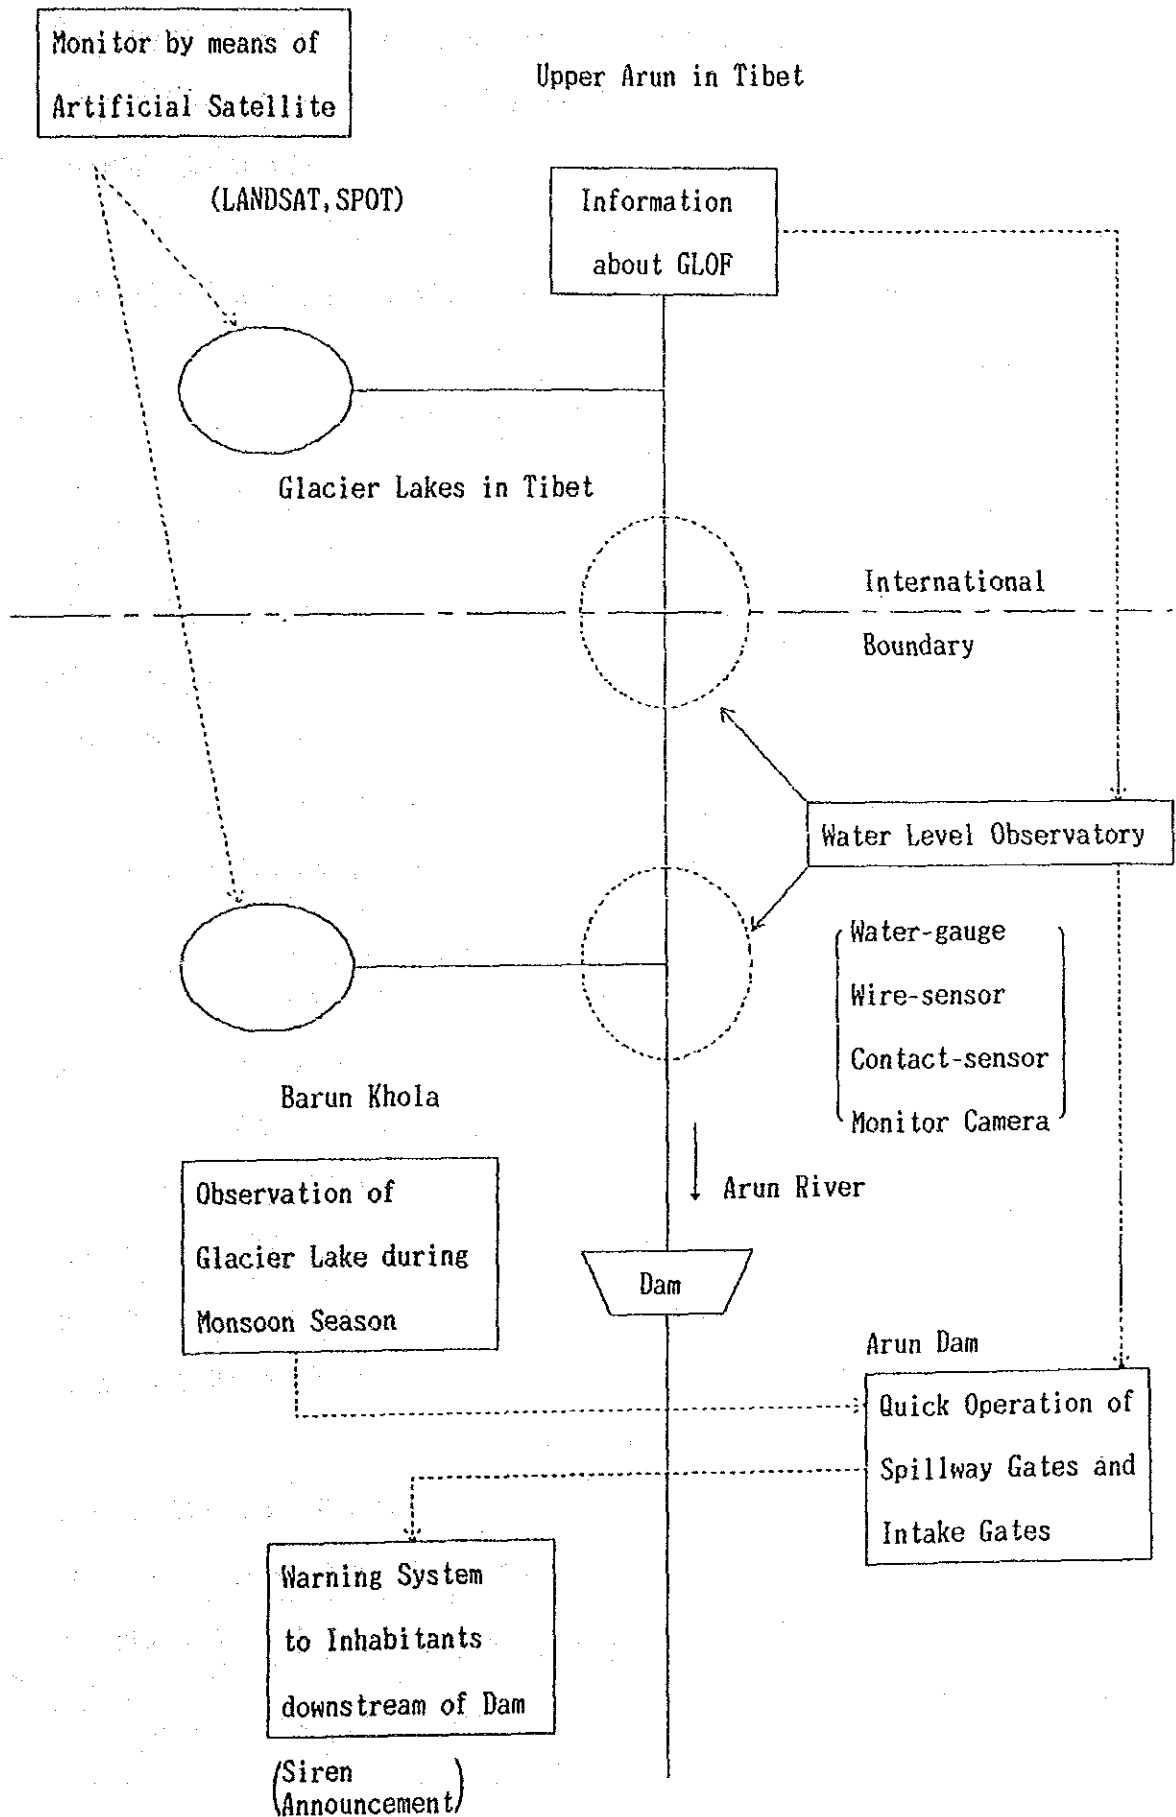 Monitor by means of
Artificial Satellite
Upper Arun in Tibet
(LANDSAT,SPOT)
Information
about GLOF
Glacier Lakes in Tibet
International
Boundary
Water Level Observatory
Water-gauge
Wire-sensor
Contact-sensor
Monitor Camera
Barun Khola
Arun River
Observation of
Glacier Lake during
Monsoon Season
Dam
Arun Dam
Quick Operation of
Spillway Gates and
Intake Gates
Warning System
to Inhabitants
downstream of Dam
(Siren
Announcement)